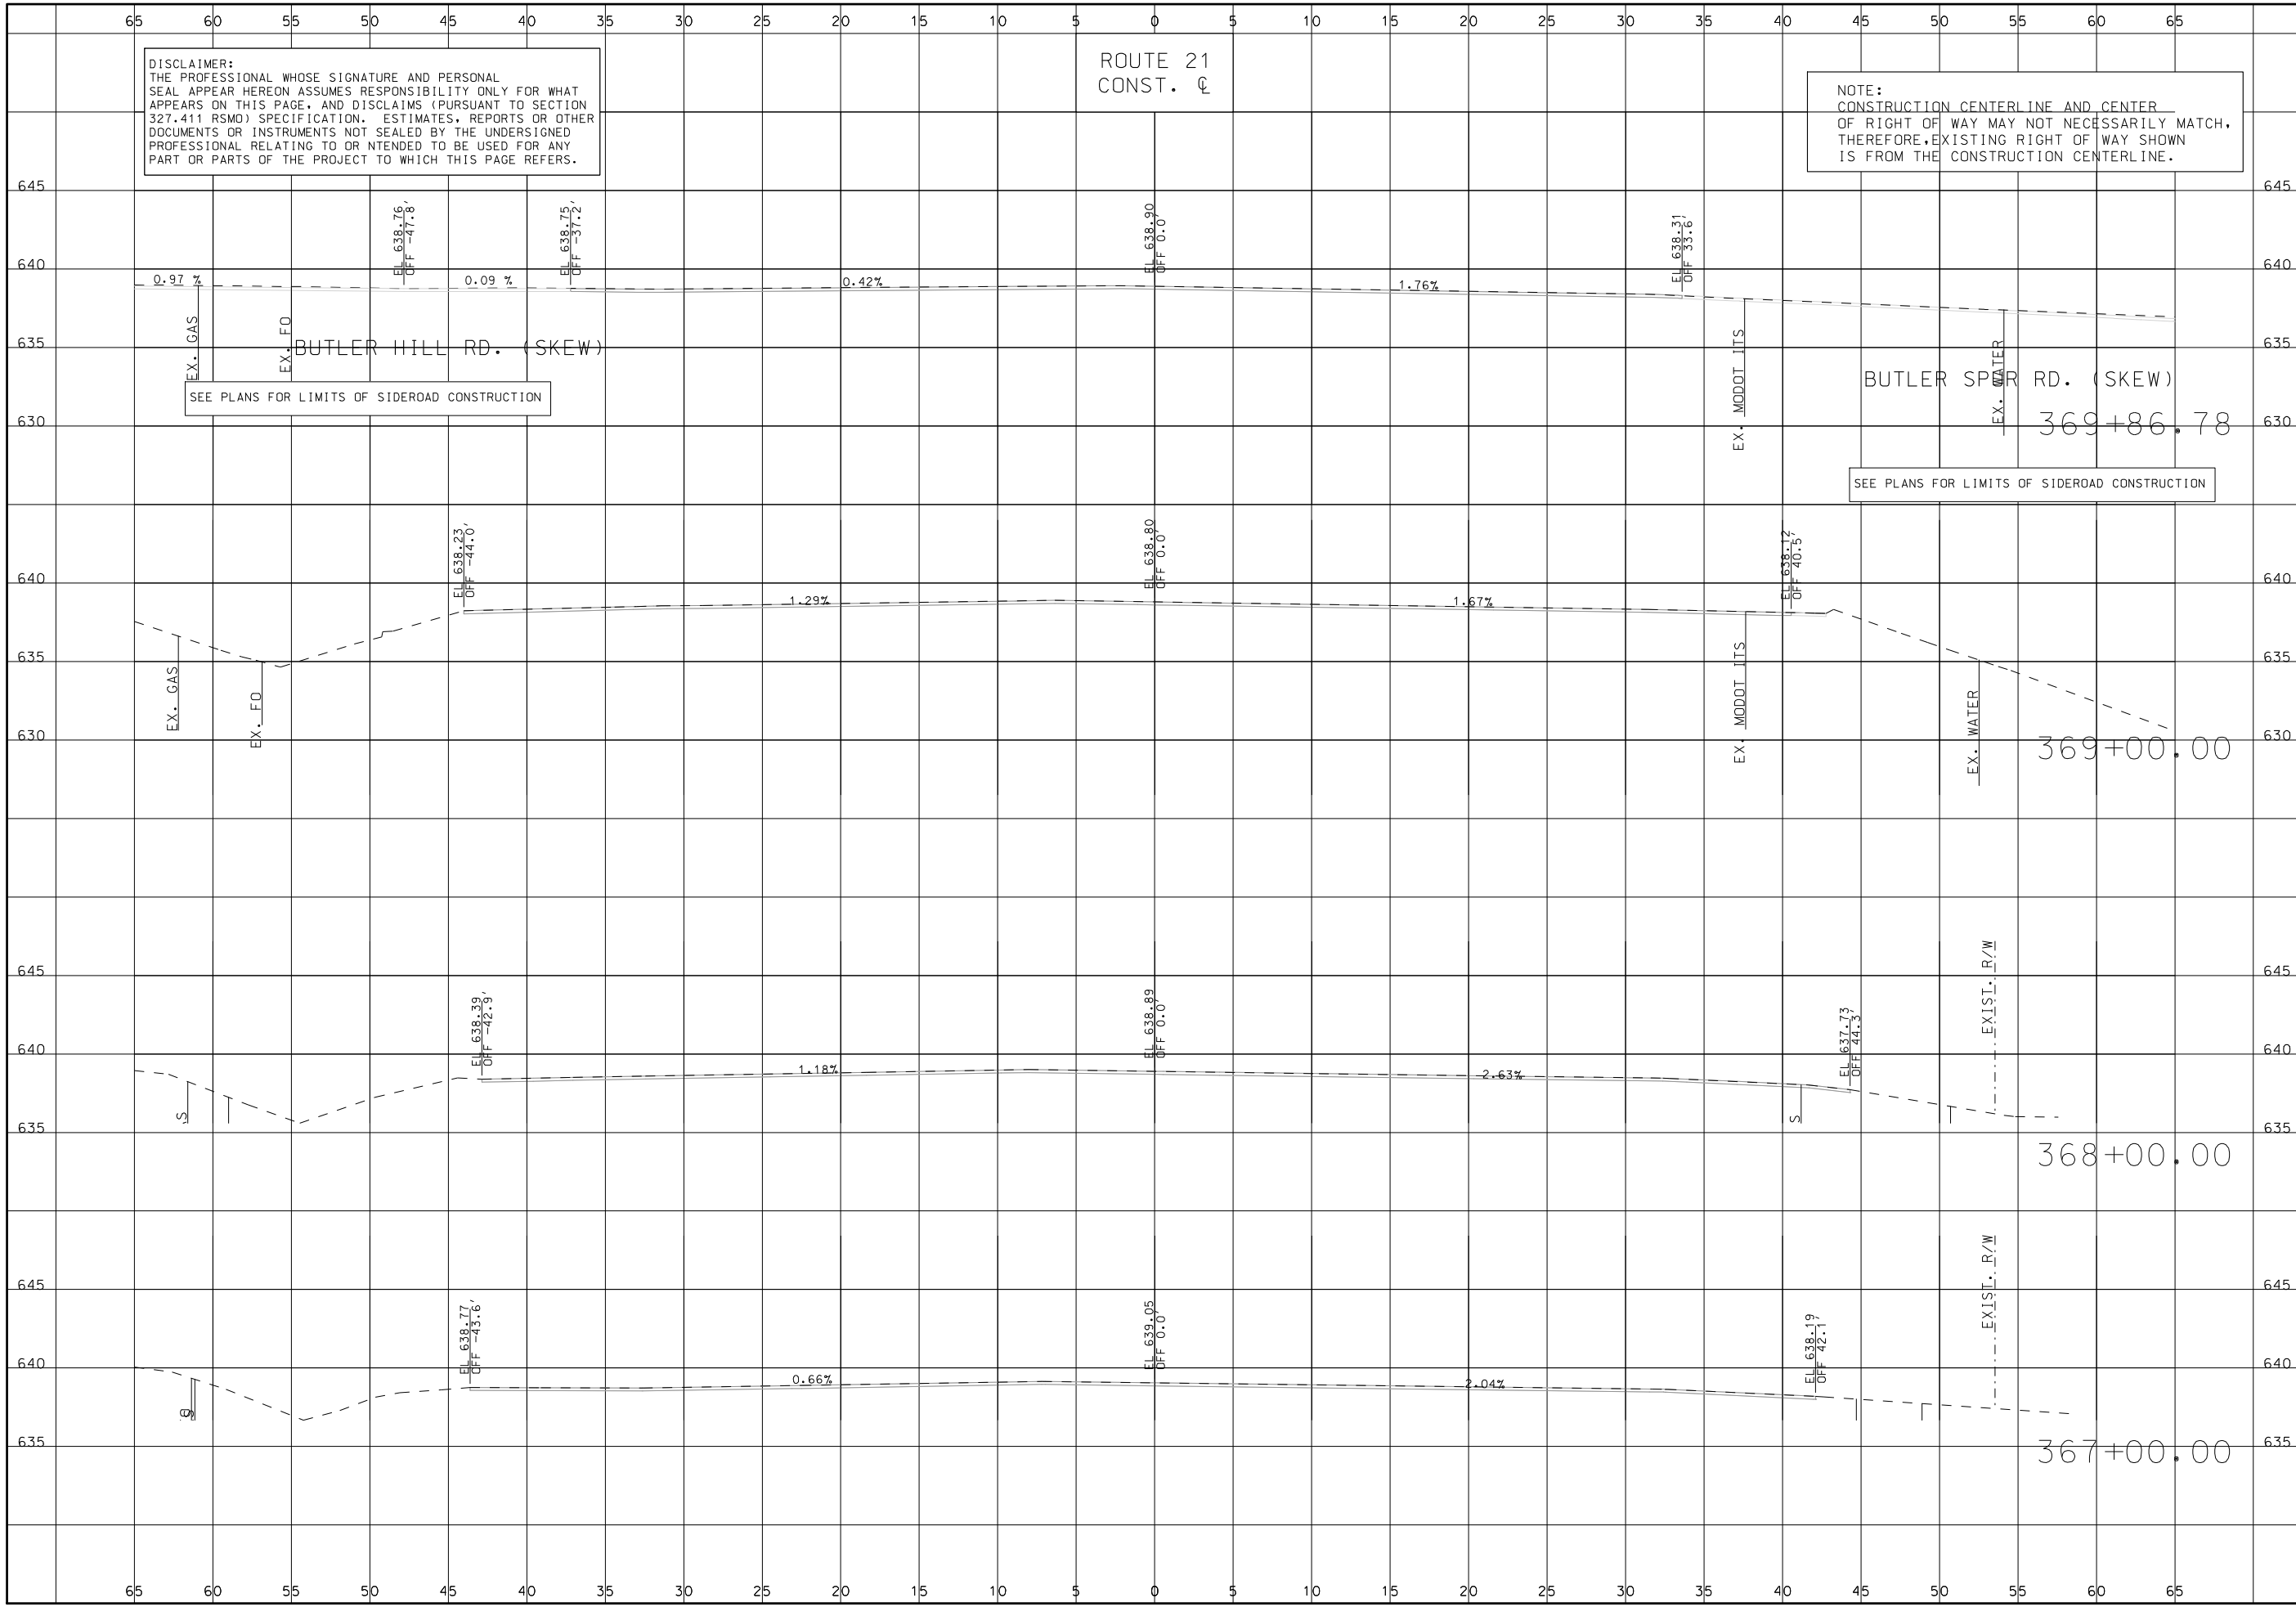 65 60 55 50 45 40 35 30 25 20 15 10 5 0 5 10 15 20 25 30 35 40 45 50 55 60 65
DISCLAIMER:
THE PROFESSIONAL WHOSE SIGNATURE AND PERSONAL
SEAL APPEAR HEREON ASSUMES RESPONSIBILITY ONLY FOR WHAT
APPEARS ON THIS PAGE, AND DISCLAIMS (PURSUANT TO SECTION
327.411 RSMO) SPECIFICATION. ESTIMATES, REPORTS OR OTHER
DOCUMENTS OR INSTRUMENTS NOT SEALED BY THE UNDERSIGNED
PROFESSIONAL RELATING TO OR NTENDED TO BE USED FOR ANY
PART OR PARTS OF THE PROJECT TO WHICH THIS PAGE REFERS.
ROUTE 21
CONST. ℄
NOTE:
CONSTRUCTION CENTERLINE AND CENTER
OF RIGHT OF WAY MAY NOT NECESSARILY MATCH,
THEREFORE,EXISTING RIGHT OF WAY SHOWN
IS FROM THE CONSTRUCTION CENTERLINE.
645 645
EL 638.76
OFF -47.8'
EL 638.75
OFF -37.2'
EL 638.90
OFF 0.0'
EL 638.31
OFF 33.6'
640 640
0.97 % 0.09 % 0.42% 1.76%
EX. GAS
EX. FO
EX. MODOT ITS
EX. WATER
635 635
BUTLER HILL RD. (SKEW)
BUTLER SPUR RD. (SKEW)
SEE PLANS FOR LIMITS OF SIDEROAD CONSTRUCTION
630 630
369+86.78
SEE PLANS FOR LIMITS OF SIDEROAD CONSTRUCTION
EL 638.23
OFF -44.0'
EL 638.80
OFF 0.0'
EL 638.12
OFF 40.5'
640 640
1.29% 1.67%
635 635
EX. GAS
EX. FO
EX. MODOT ITS
EX. WATER
630 630
369+00.00
645 645
EXIST. R/W
EL 638.39
OFF -42.9'
EL 638.89
OFF 0.0'
EL 637.73
OFF 44.3'
640 640
1.18% 2.63%
S
S
635 635
368+00.00
EXIST. R/W
645 645
EL 638.77
OFF -43.6'
EL 639.05
OFF 0.0'
EL 638.19
OFF 42.1'
640 640
0.66% 2.04%
635 635
367+00.00
65 60 55 50 45 40 35 30 25 20 15 10 5 0 5 10 15 20 25 30 35 40 45 50 55 60 65